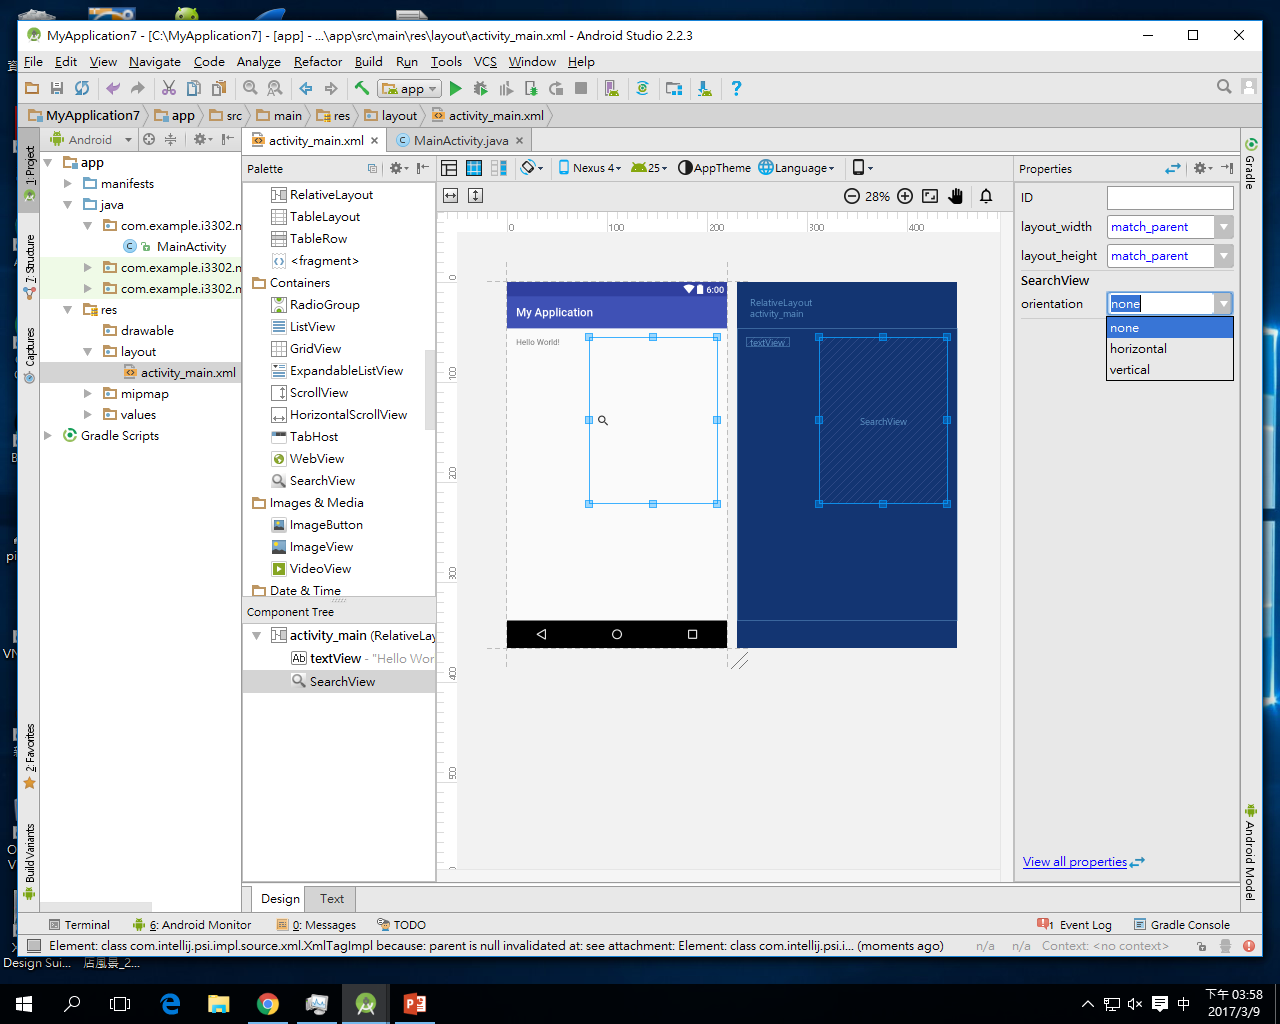 MyApplication7 - [C:\MyApplication7] - [app] - ...\app\src\main\res\layout\activity_main.xml - Android Studio 2.2.3
File Edit View Navigate Code Analyze Refactor Build Run Tools VCS Window Help
app
MyApplication7 app src main res layout activity_main.xml
Android
activity_main.xml MainActivity.java
1: Project
7: Structure
Captures
2: Favorites
Build Variants
app
manifests
java
com.example.i3302.m
MainActivity
com.example.i3302.m
com.example.i3302.m
res
drawable
layout
activity_main.xml
mipmap
values
Gradle Scripts
Palette
RelativeLayout
TableLayout
TableRow
<fragment>
Containers
RadioGroup
ListView
GridView
ExpandableListView
ScrollView
HorizontalScrollView
TabHost
WebView
SearchView
Images & Media
ImageButton
ImageView
VideoView
Date & Time
Component Tree
activity_main (RelativeLay
Ab textView - "Hello Wor
SearchView
Nexus 4 25 AppTheme Language
28%
0 100 200 300 400
0
100
200
300
400
500
6:00
My Application
Hello World!
RelativeLayout
activity_main
textView
SearchView
Properties
ID
layout_width match_parent
layout_height match_parent
SearchView
orientation none
none
horizontal
vertical
View all properties
Gradle
Android Model
Design Text
Terminal 6: Android Monitor 0: Messages TODO 1 Event Log Gradle Console
Element: class com.intellij.psi.impl.source.xml.XmlTagImpl because: parent is null invalidated at: see attachment: Element: class com.intellij.psi.i... (moments ago) n/a n/a Context: <no context>
Design Sui...
中
下午 03:58
2017/3/9